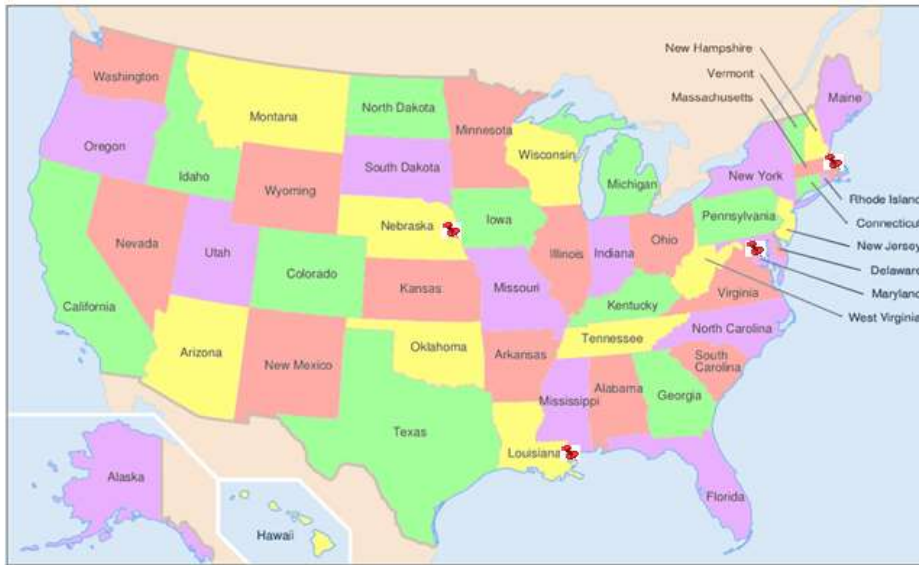 New Hampshire
Vermont
Massachusetts
Washington
Montana
North Dakota
Minnesota
Maine
Oregon
Idaho
South Dakota
Wisconsin
Michigan
New York
Wyoming
Rhode Island
Nebraska
Iowa
Pennsylvania
Connecticut
Nevada
Utah
Colorado
Illinois
Indiana
Ohio
New Jersey
Delaware
California
Kansas
Missouri
Kentucky
Virginia
Maryland
West Virginia
Arizona
New Mexico
Oklahoma
Arkansas
Tennessee
North Carolina
South
Carolina
Texas
Mississippi
Alabama
Georgia
Louisiana
Alaska
Florida
Hawaii